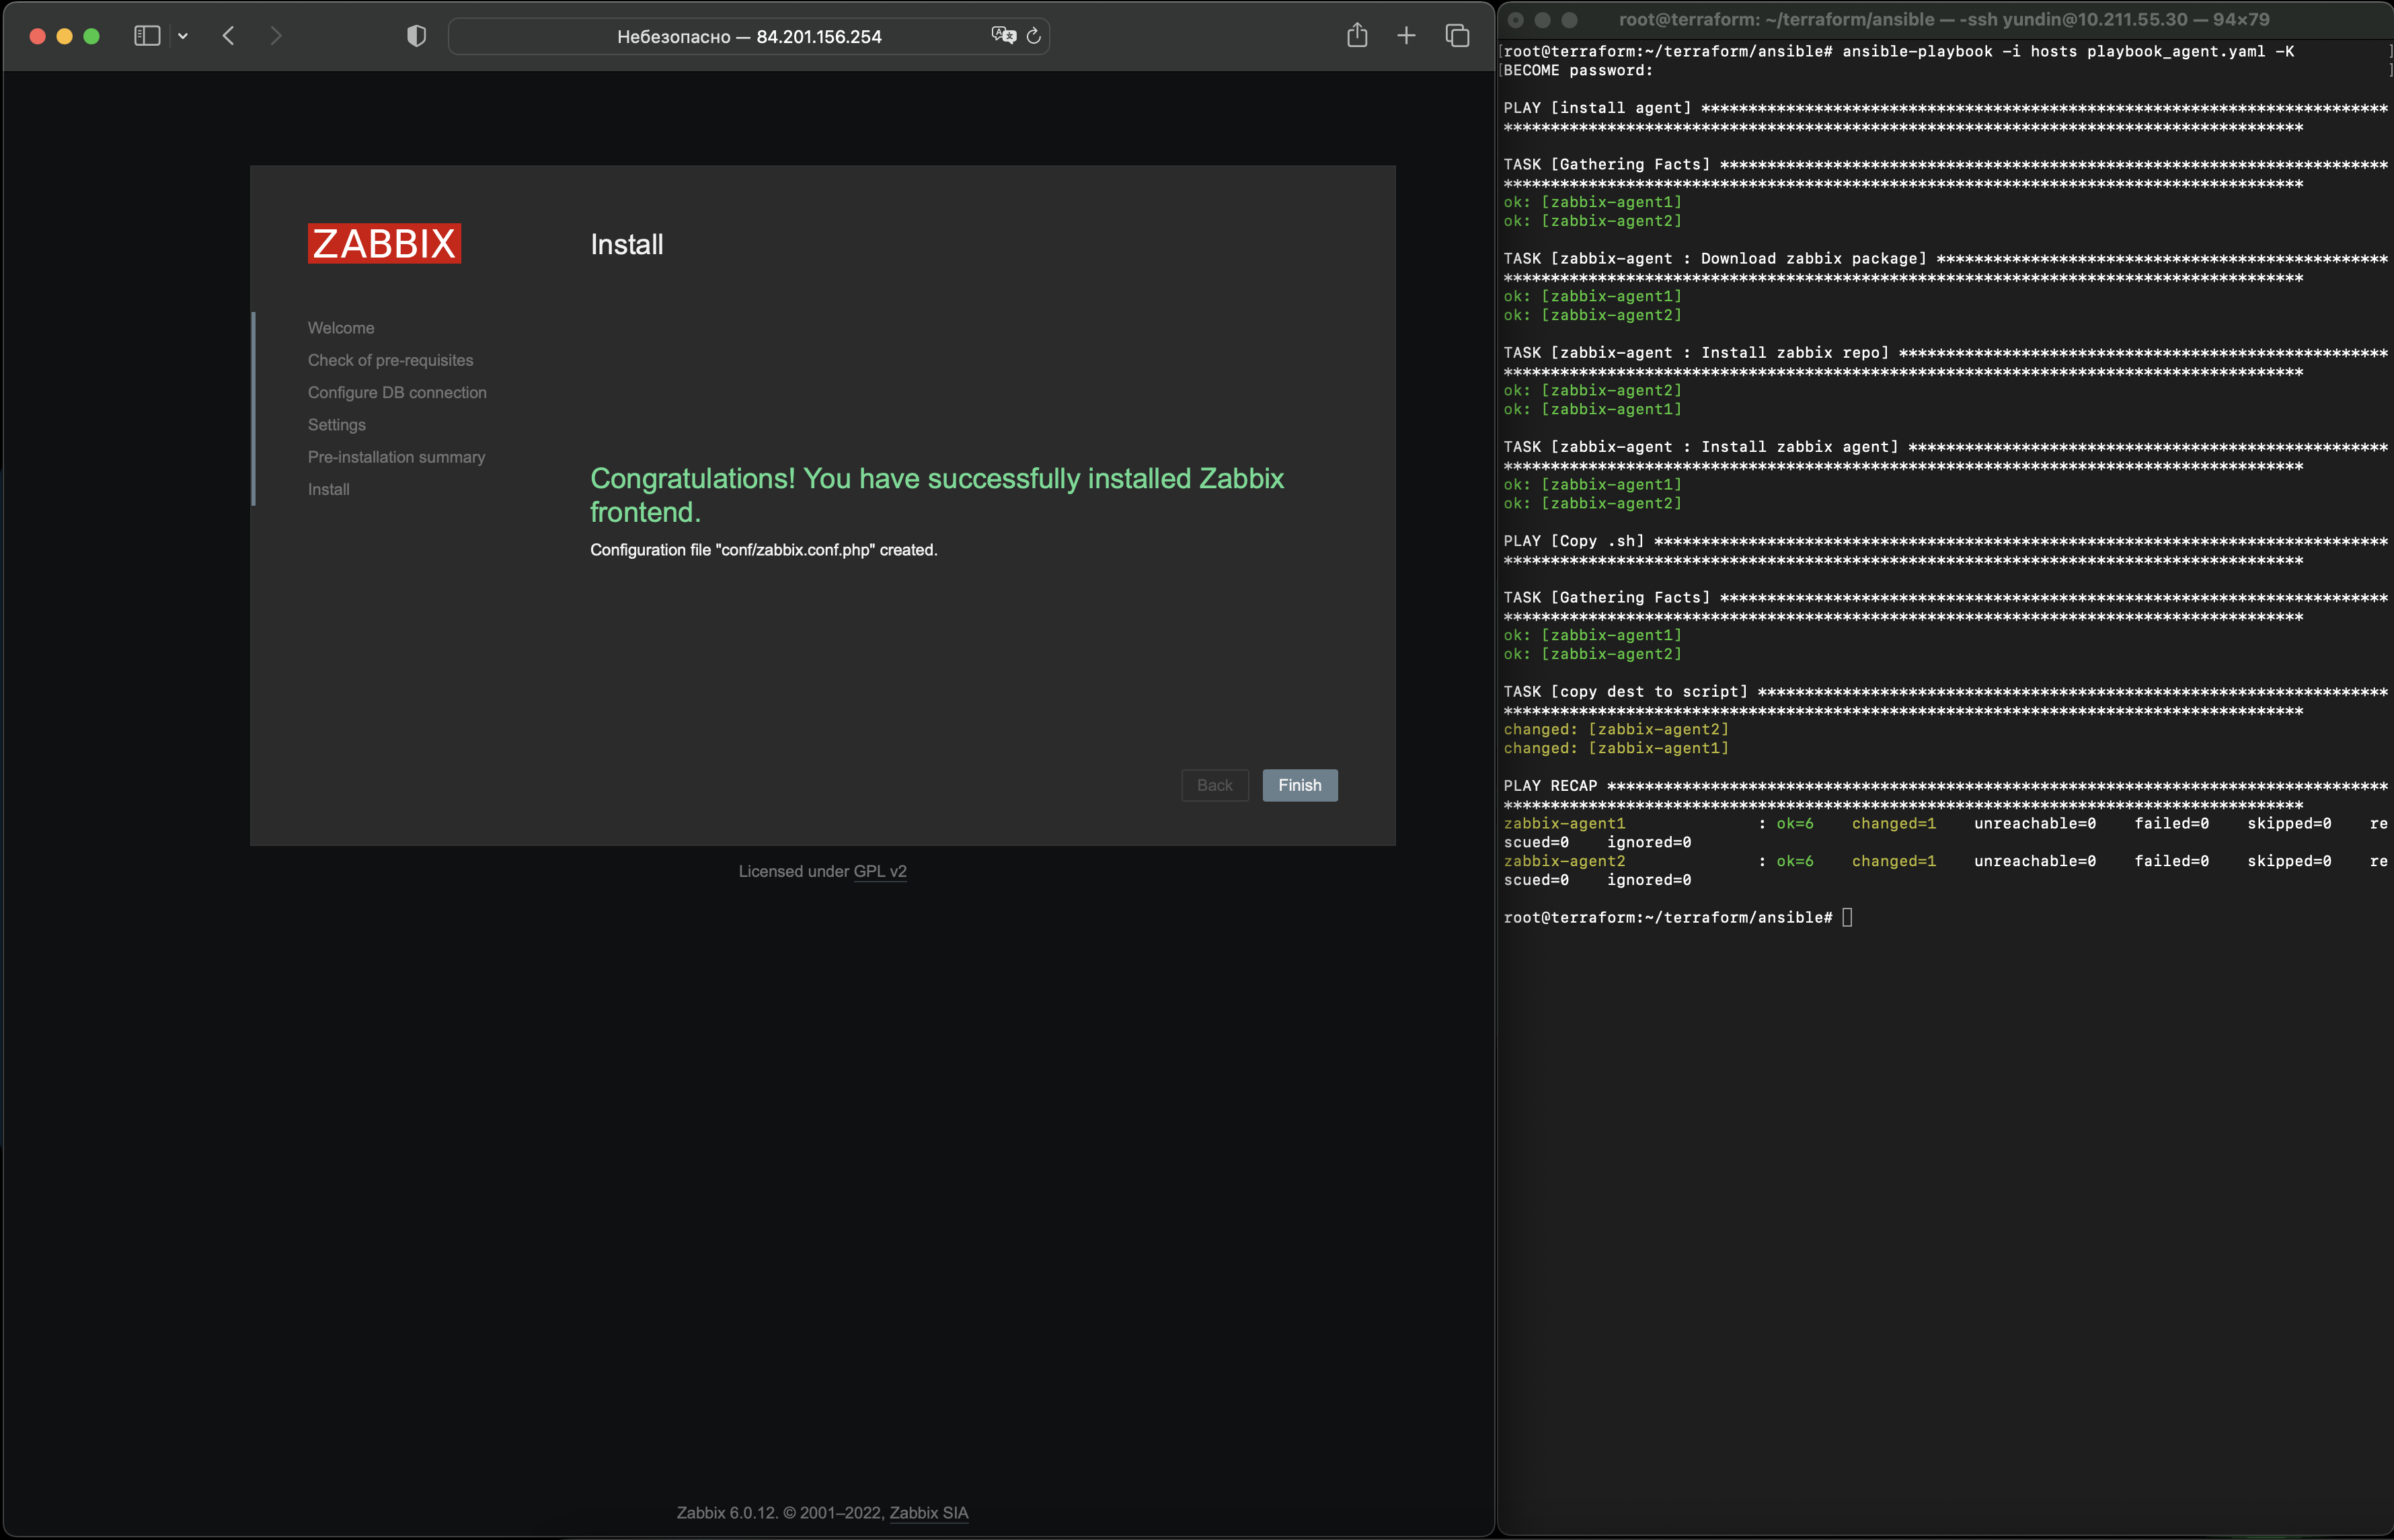 Небезопасно — 84.201.156.254
ZABBIX
Install
Welcome
Check of pre-requisites
Configure DB connection
Settings
Pre-installation summary
Install
Congratulations! You have successfully installed Zabbix
frontend.
Configuration file "conf/zabbix.conf.php" created.
Back
Finish
Licensed under GPL v2
Zabbix 6.0.12. © 2001–2022, Zabbix SIA
root@terraform: ~/terraform/ansible — -ssh yundin@10.211.55.30 — 94×79
[root@terraform:~/terraform/ansible# ansible-playbook -i hosts playbook_agent.yaml -K ]
[BECOME password: ]
PLAY [install agent] *************************************************************************
*************************************************************************************
TASK [Gathering Facts] ***********************************************************************
*************************************************************************************
ok: [zabbix-agent1]
ok: [zabbix-agent2]
TASK [zabbix-agent : Download zabbix package] ************************************************
*************************************************************************************
ok: [zabbix-agent1]
ok: [zabbix-agent2]
TASK [zabbix-agent : Install zabbix repo] ****************************************************
*************************************************************************************
ok: [zabbix-agent2]
ok: [zabbix-agent1]
TASK [zabbix-agent : Install zabbix agent] ***************************************************
*************************************************************************************
ok: [zabbix-agent1]
ok: [zabbix-agent2]
PLAY [Copy .sh] ******************************************************************************
*************************************************************************************
TASK [Gathering Facts] ***********************************************************************
*************************************************************************************
ok: [zabbix-agent1]
ok: [zabbix-agent2]
TASK [copy dest to script] *******************************************************************
*************************************************************************************
changed: [zabbix-agent2]
changed: [zabbix-agent1]
PLAY RECAP ***********************************************************************************
*************************************************************************************
zabbix-agent1 : ok=6 changed=1 unreachable=0 failed=0 skipped=0 re
scued=0 ignored=0
zabbix-agent2 : ok=6 changed=1 unreachable=0 failed=0 skipped=0 re
scued=0 ignored=0
root@terraform:~/terraform/ansible#